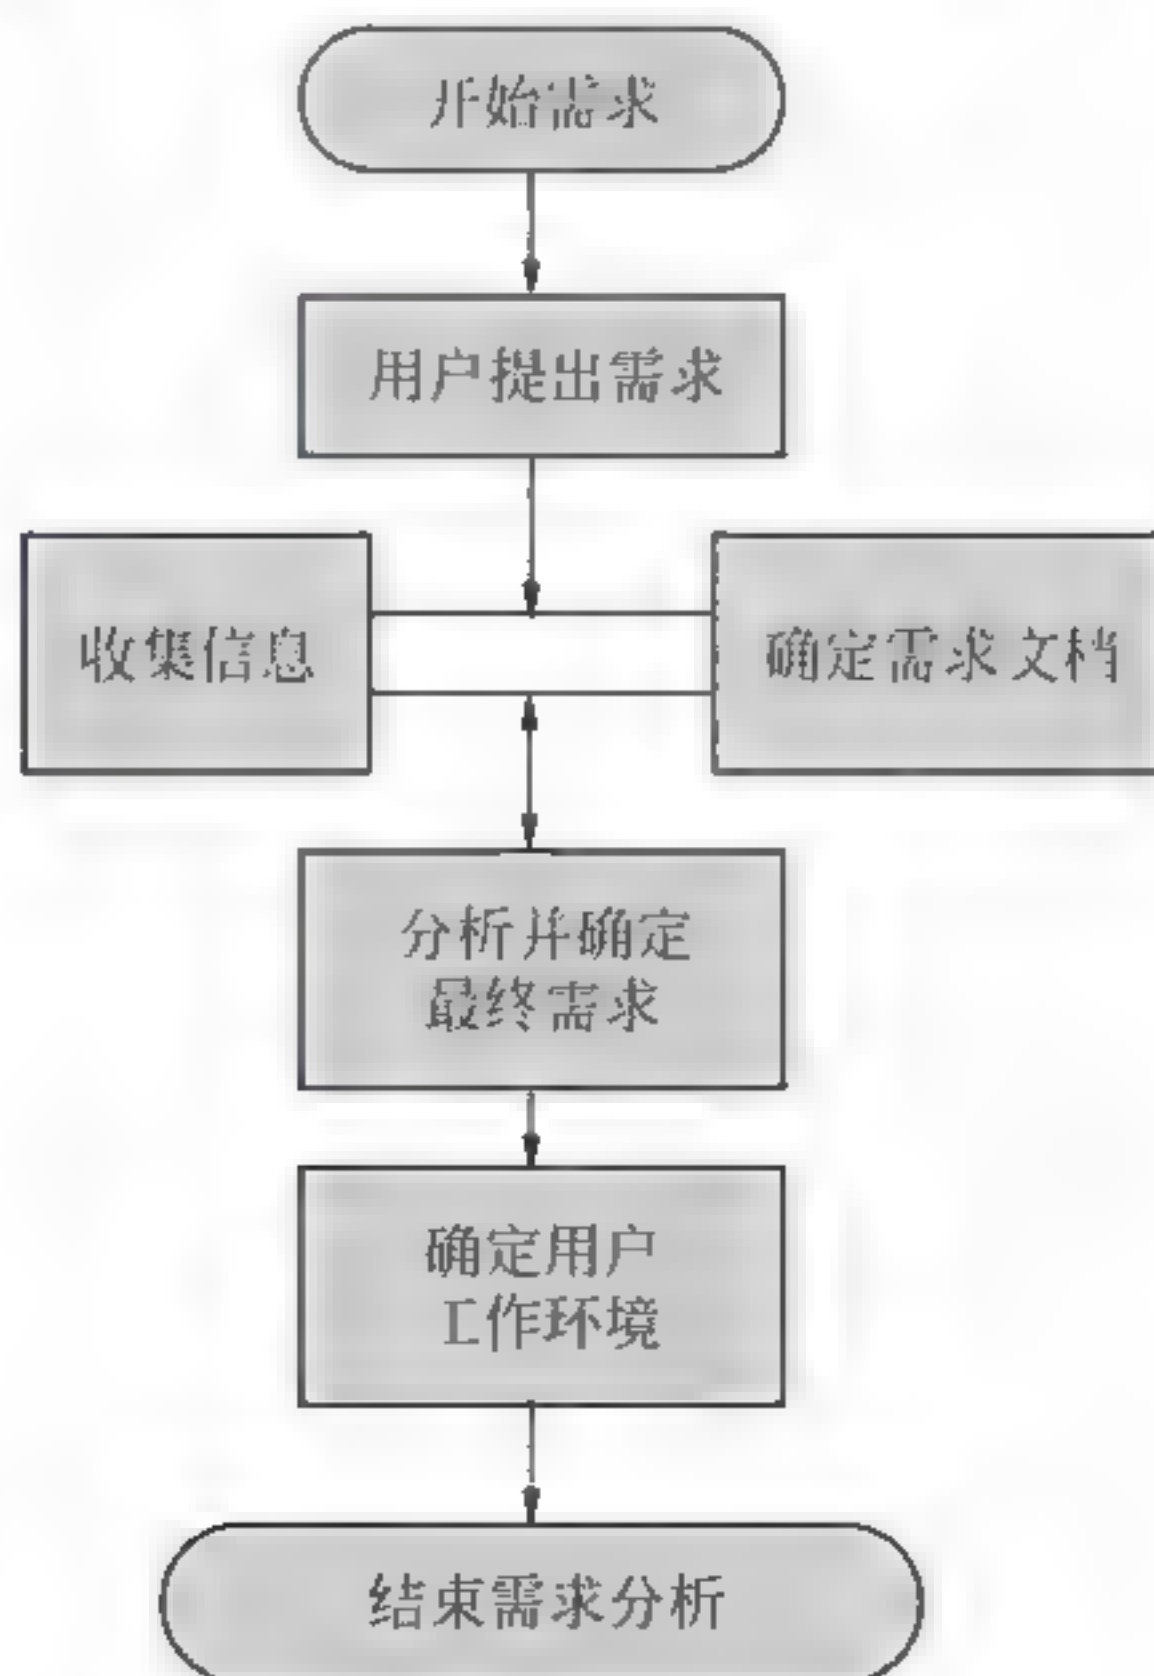 开始需求
用户提出需求
收集信息
确定需求文档
分析并确定
最终需求
确定用户
工作环境
结束需求分析